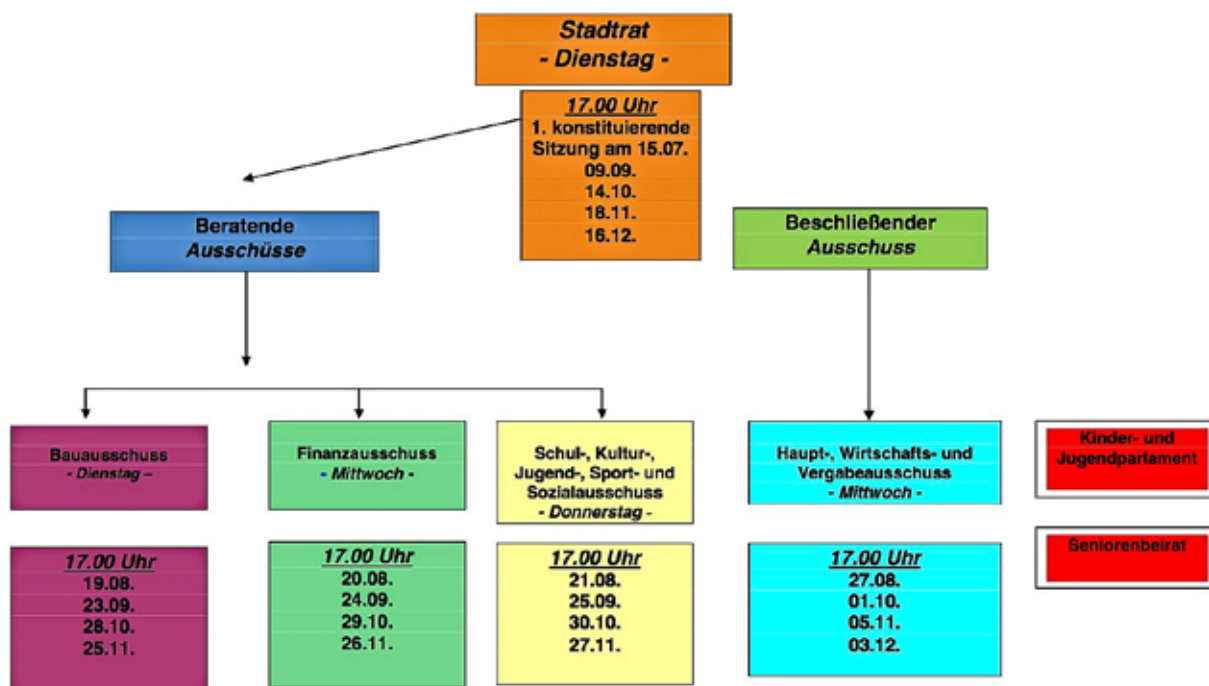 Stadtrat
- Dienstag -
17.00 Uhr
1. konstituierende
Sitzung am 15.07.
09.09.
14.10.
18.11.
16.12.
Beratende
Ausschüsse
Beschließender
Ausschuss
Bauausschuss
- Dienstag –
17.00 Uhr
19.08.
23.09.
28.10.
25.11.
Finanzausschuss
- Mittwoch -
17.00 Uhr
20.08.
24.09.
29.10.
26.11.
Schul-, Kultur-,
Jugend-, Sport- und
Sozialausschuss
- Donnerstag -
17.00 Uhr
21.08.
25.09.
30.10.
27.11.
Haupt-, Wirtschafts- und
Vergabeausschuss
- Mittwoch -
17.00 Uhr
27.08.
01.10.
05.11.
03.12.
Kinder- und
Jugendparlament
Seniorenbeirat